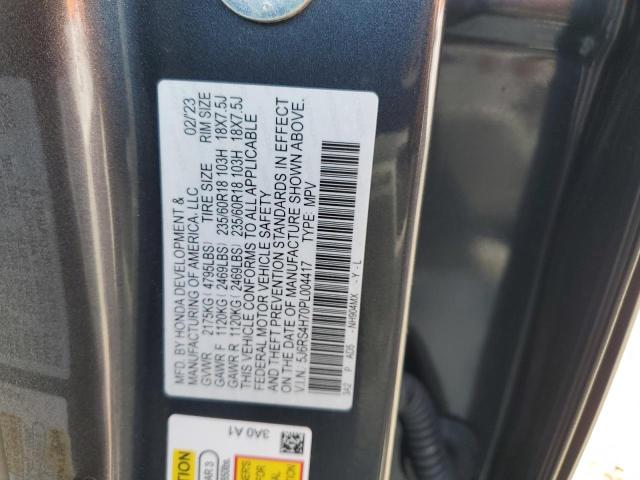 MFD. BY HONDA DEVELOPMENT &
MANUFACTURING OF AMERICA, LLC 02/'23
GVWR 2175KG (4795LBS) TIRE SIZE RIM SIZE
GAWR F 1120KG (2469LBS) 235/60R18 103H 18X7.5J
GAWR R 1120KG (2469LBS) 235/60R18 103H 18X7.5J
THIS VEHICLE CONFORMS TO ALL APPLICABLE
FEDERAL MOTOR VEHICLE SAFETY
AND THEFT PREVENTION STANDARDS IN EFFECT
ON THE DATE OF MANUFACTURE SHOWN ABOVE.
V.I.N. 5J6RS4H70PL004417 TYPE: MPV
3A2 P A05 -NH904MX -Y-L
3A0 A1